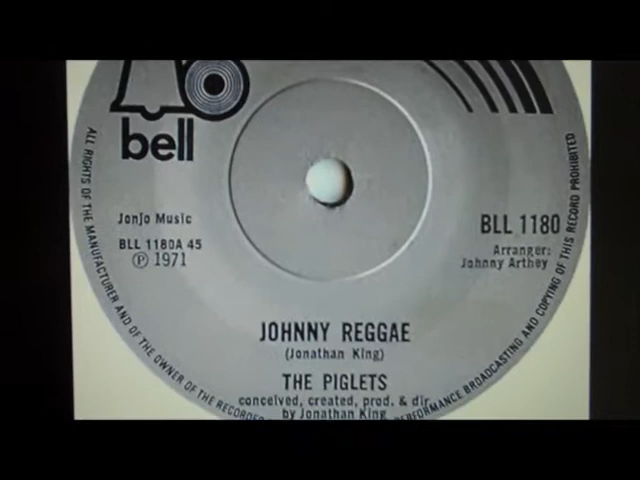 bell
Jonjo Music
BLL 1180A 45
Ⓟ 1971
BLL 1180
Arranger:
Johnny Arthey
JOHNNY REGGAE
(Jonathan King)
THE PIGLETS
conceived, created, prod. & dir.
by Jonathan King
ALL RIGHTS OF THE MANUFACTURER AND OF THE OWNER OF THE RECORDED
PERFORMANCE BROADCASTING AND COPYING OF THIS RECORD PROHIBITED